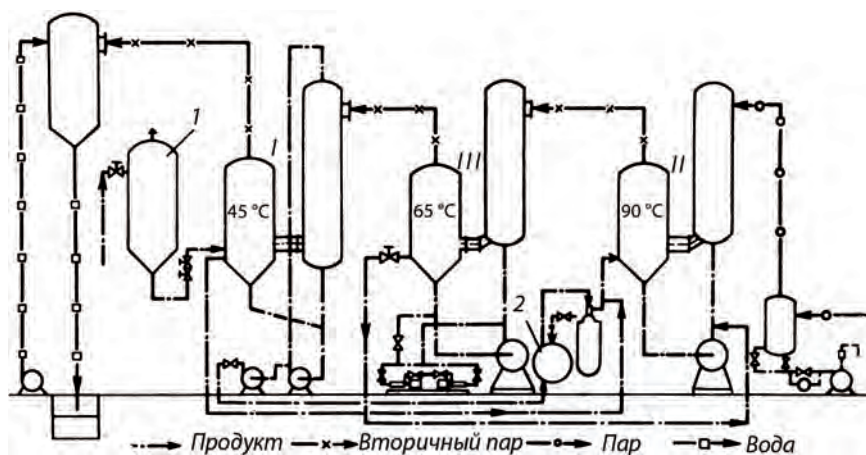 1
I
III
II
45 °C
65 °C
90 °C
2
Продукт
Вторичный пар
Пар
Вода